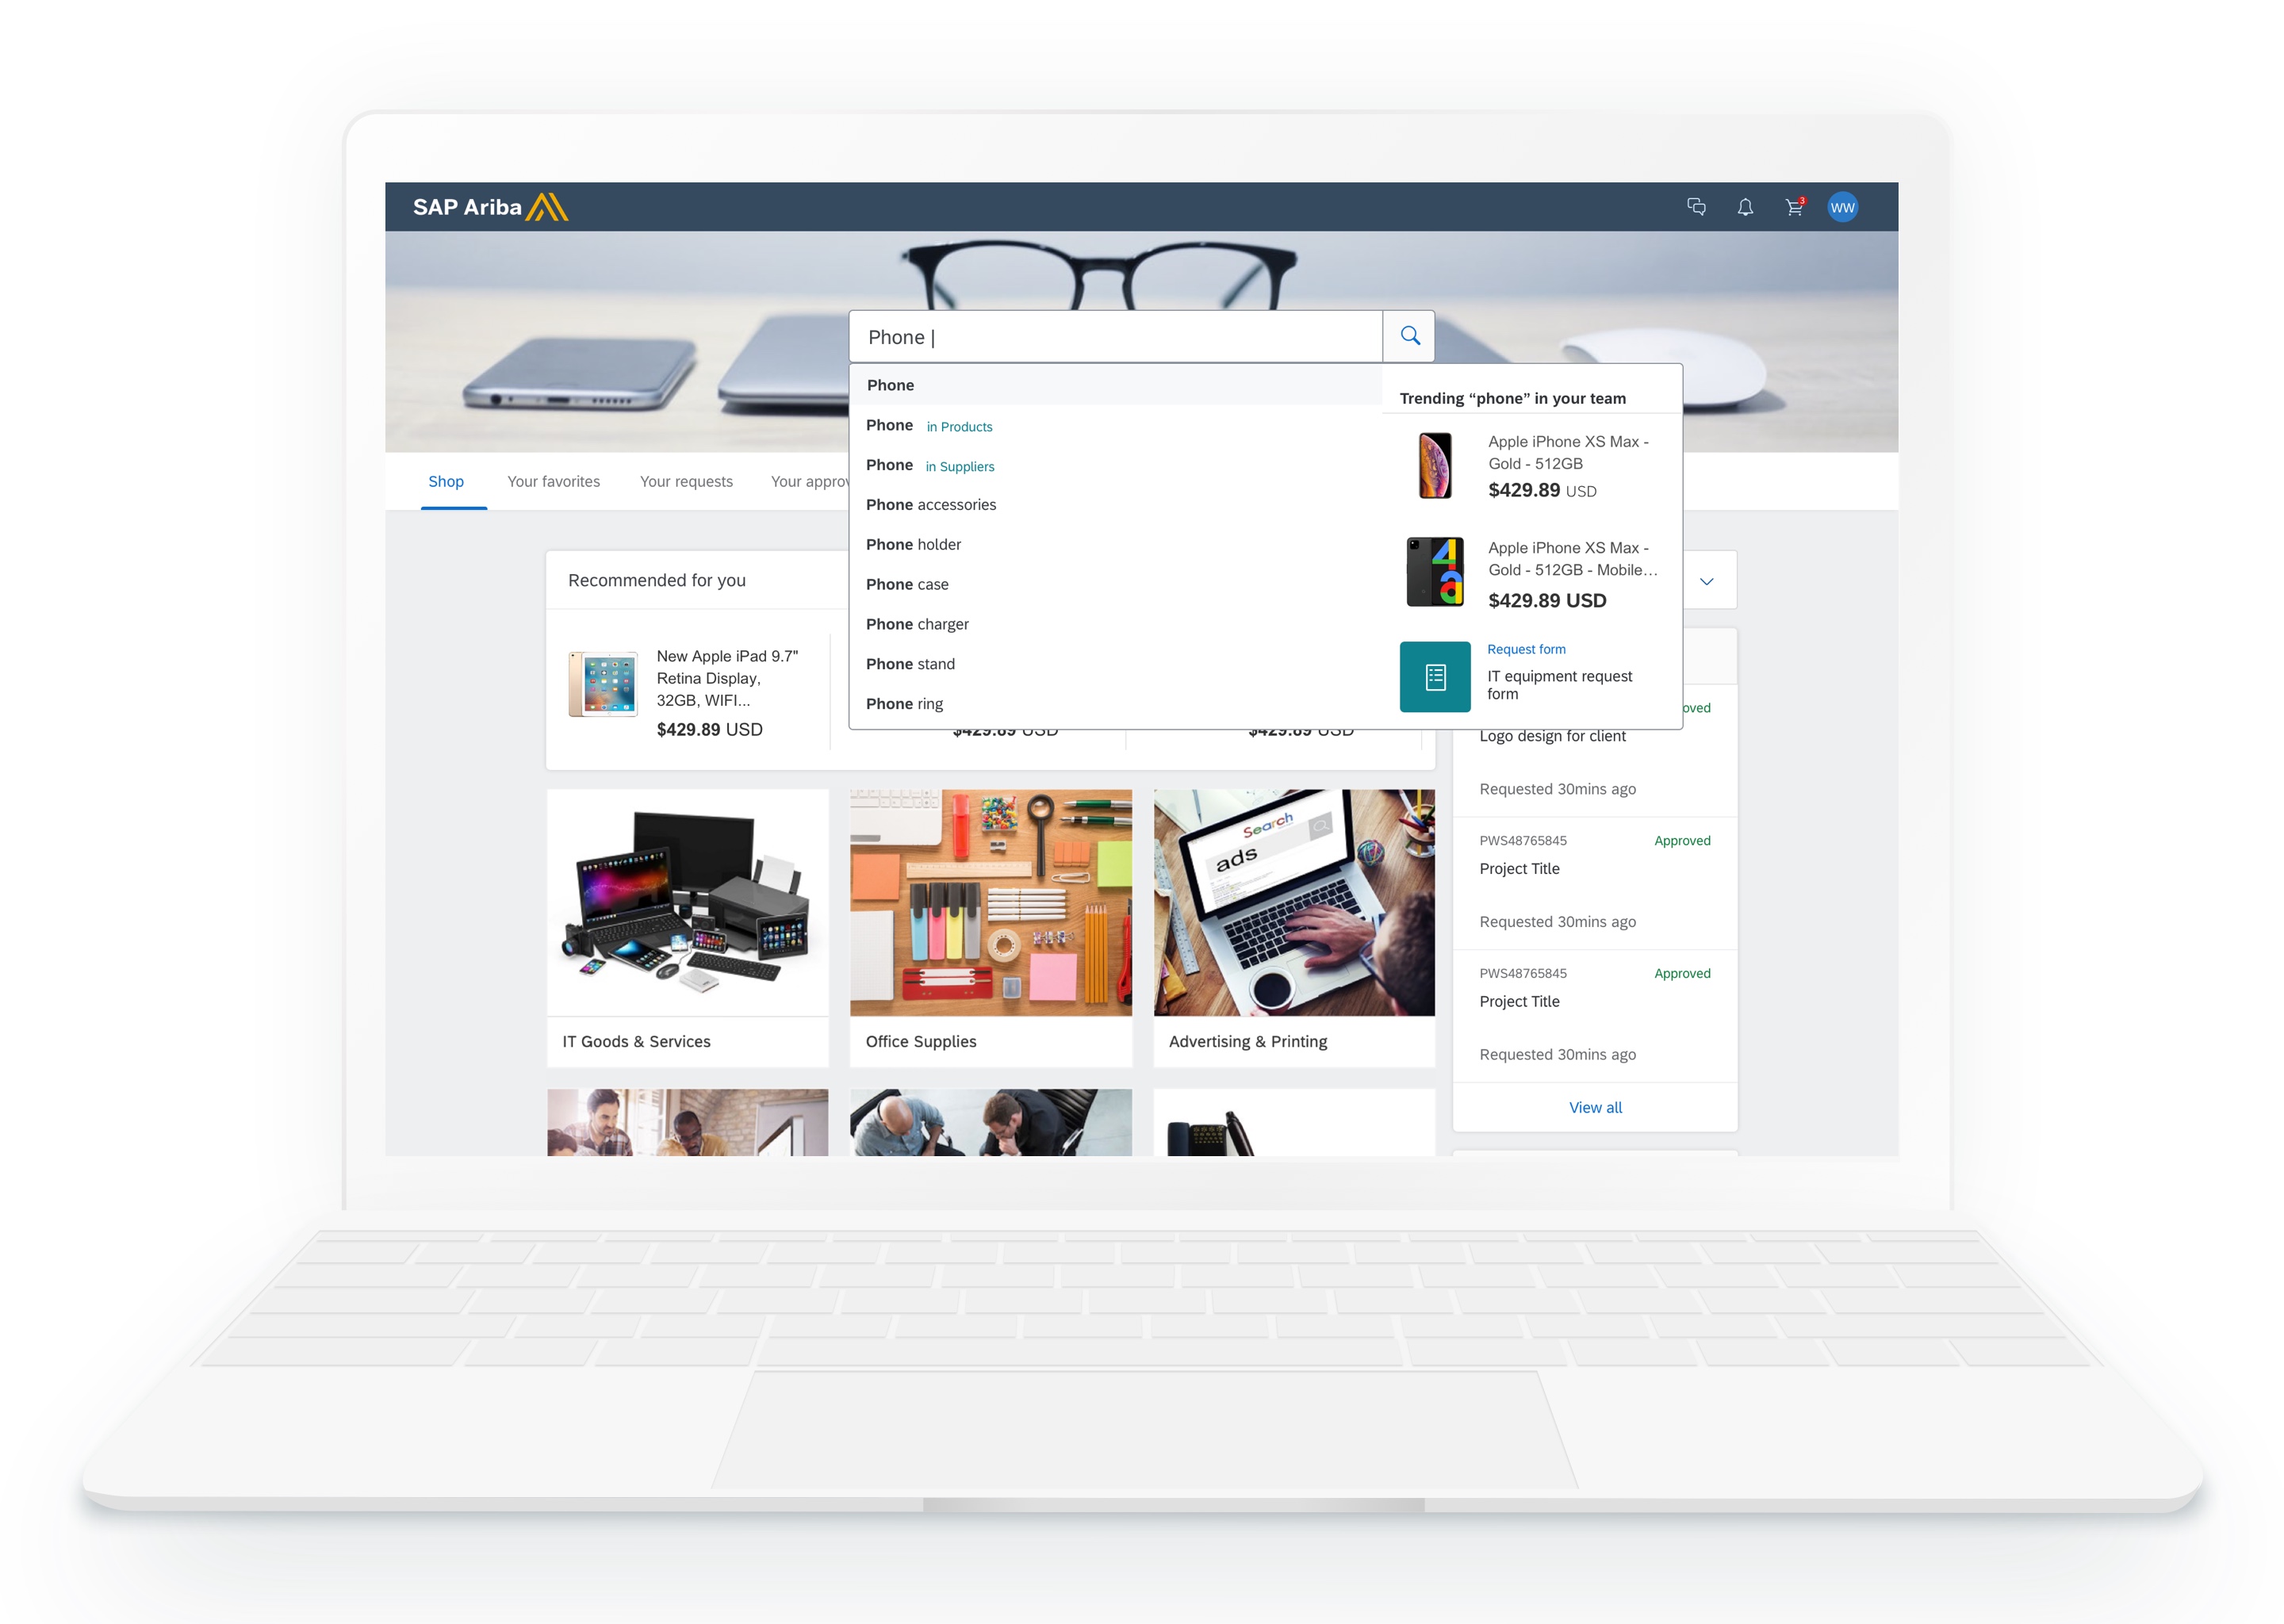 SAP Ariba
3
WW
Phone |
Phone
Phone in Products
Phone in Suppliers
Phone accessories
Phone holder
Phone case
Phone charger
Phone stand
Phone ring
Trending “phone” in your team
Apple iPhone XS Max -
Gold - 512GB
$429.89 USD
Apple iPhone XS Max -
Gold - 512GB - Mobile...
$429.89 USD
Request form
IT equipment request
form
Shop
Your favorites
Your requests
Your approv
Recommended for you
New Apple iPad 9.7"
Retina Display,
32GB, WIFI...
$429.89 USD
$429.89 USD
$429.89 USD
4a
Search
ads
IT Goods & Services
Office Supplies
Advertising & Printing
oved
Logo design for client
Requested 30mins ago
PWS48765845
Approved
Project Title
Requested 30mins ago
PWS48765845
Approved
Project Title
Requested 30mins ago
View all